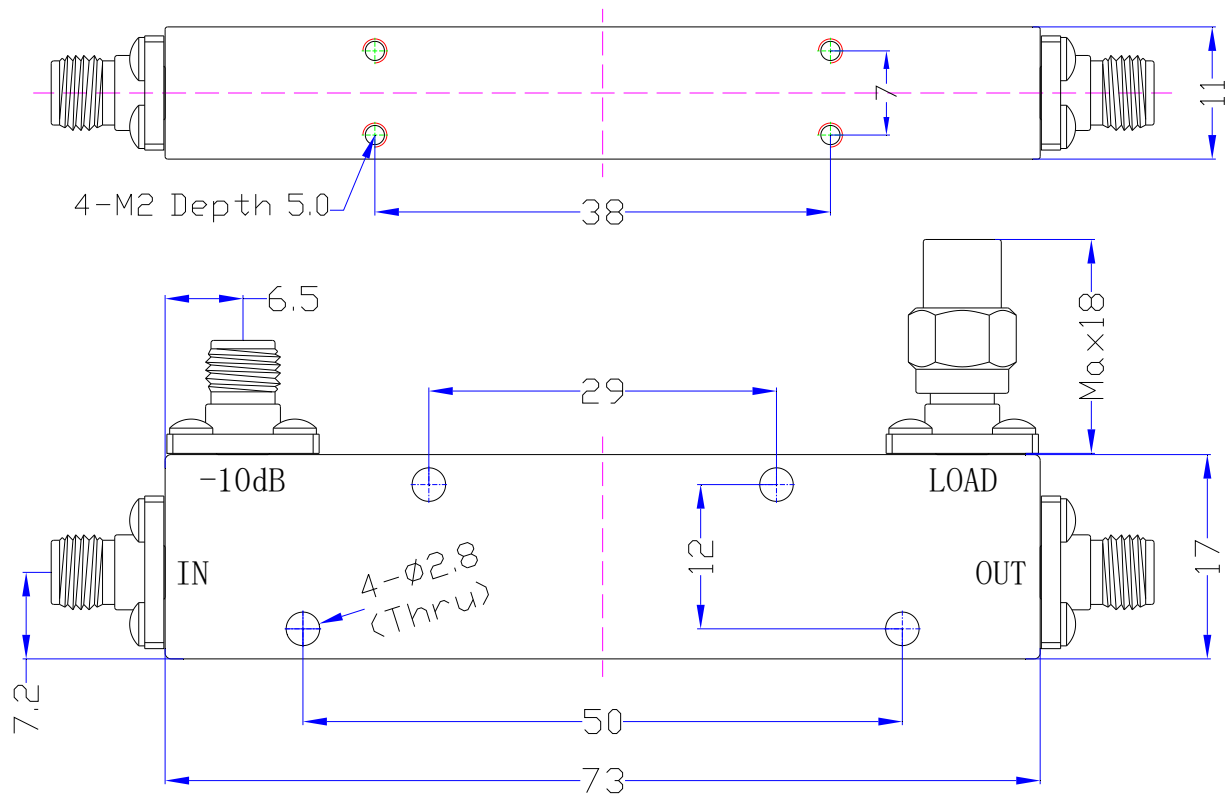 7
11
4-M2 Depth 5.0
38
6.5
Max18
29
-10dB
LOAD
12
17
4-Ø2.8
(Thru)
IN
OUT
7.2
50
73